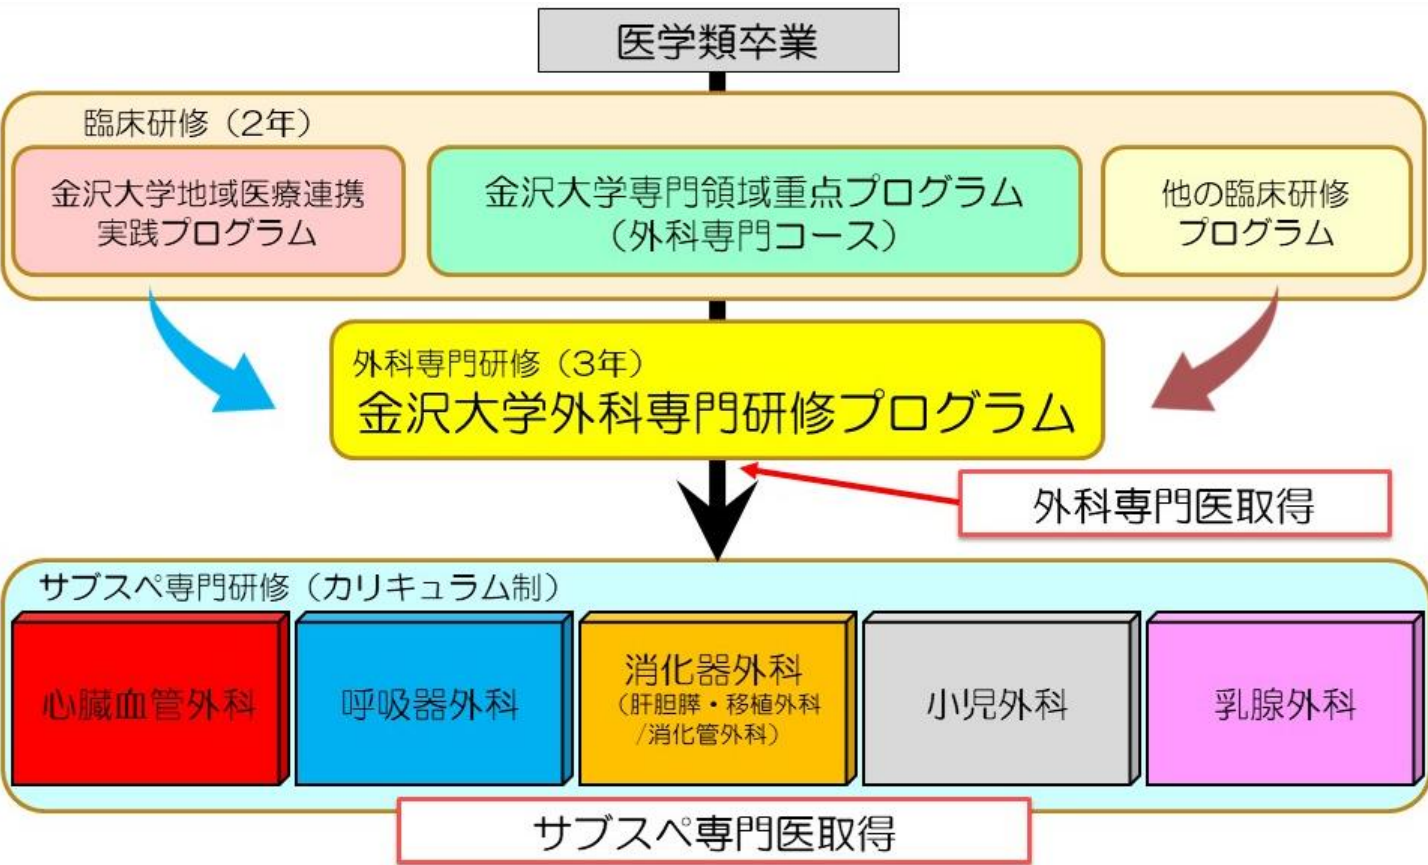 医学類卒業
臨床研修（2年）
金沢大学地域医療連携
実践プログラム
金沢大学専門領域重点プログラム
（外科専門コース）
他の臨床研修
プログラム
外科専門研修（3年）
金沢大学外科専門研修プログラム
外科専門医取得
サブスペ専門研修（カリキュラム制）
心臓血管外科
呼吸器外科
消化器外科
（肝胆膵・移植外科
/消化管外科）
小児外科
乳腺外科
サブスペ専門医取得